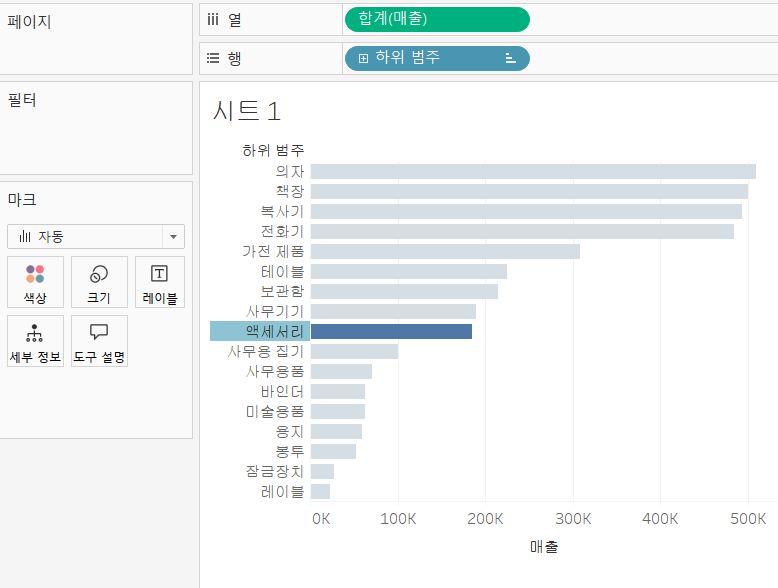 페이지
열
합계(매출)
행
하위 범주
필터
마크
자동
색상
크기
레이블
세부 정보
도구 설명
시트 1
하위 범주
의자
책장
복사기
전화기
가전 제품
테이블
보관함
사무기기
액세서리
사무용 집기
사무용품
바인더
미술용품
용지
봉투
잠금장치
레이블
0K 100K 200K 300K 400K 500K
매출